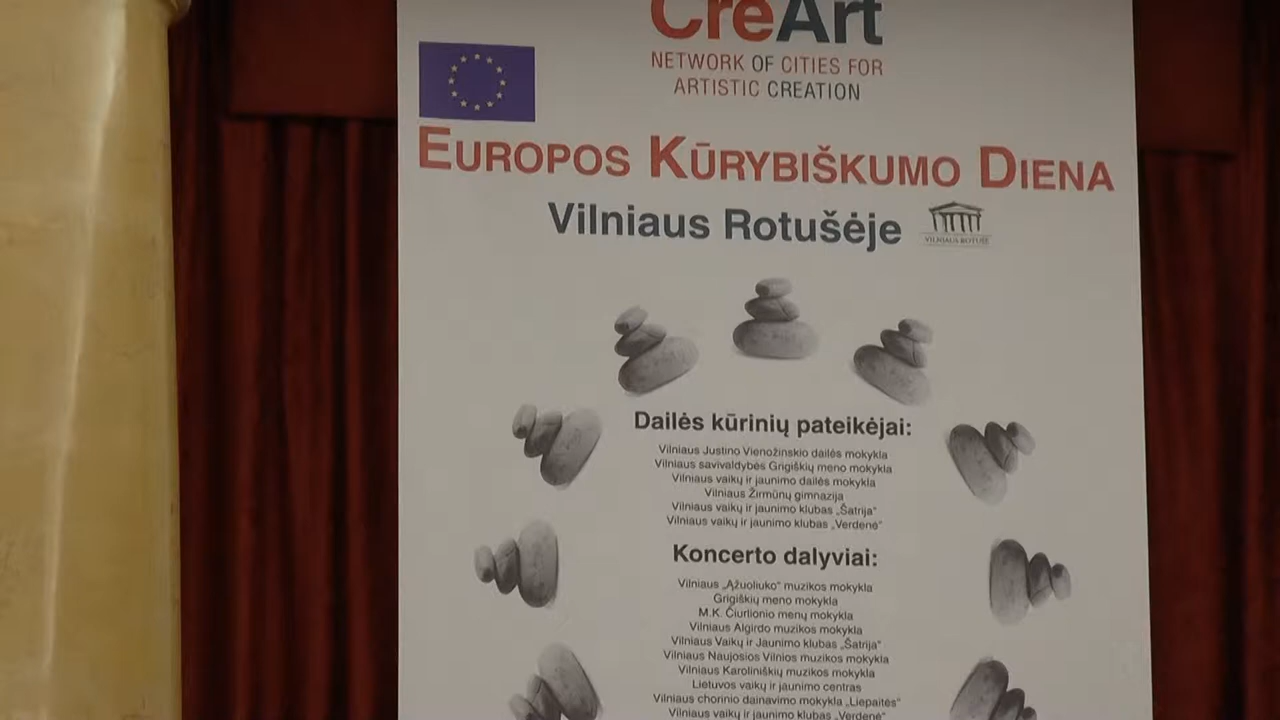 CreArt
NETWORK OF CITIES FOR
ARTISTIC CREATION
EUROPOS KŪRYBIŠKUMO DIENA
Vilniaus Rotušėje
VILNIAUS ROTUŠĖ
Dailės kūrinių pateikėjai:
Vilniaus Justino Vienožinskio dailės mokykla
Vilniaus savivaldybės Grigiškių meno mokykla
Vilniaus vaikų ir jaunimo dailės mokykla
Vilniaus Žirmūnų gimnazija
Vilniaus vaikų ir jaunimo klubas „Šatrija“
Vilniaus vaikų ir jaunimo klubas „Verdenė“
Koncerto dalyviai:
Vilniaus „Ąžuoliuko“ muzikos mokykla
Grigiškių meno mokykla
M.K. Čiurlionio menų mokykla
Vilniaus Algirdo muzikos mokykla
Vilniaus Vaikų ir Jaunimo klubas „Šatrija“
Vilniaus Naujosios Vilnios muzikos mokykla
Vilniaus Karoliniškių muzikos mokykla
Lietuvos vaikų ir jaunimo centras
Vilniaus chorinio dainavimo mokykla „Liepaitės“
Vilniaus vaikų ir jaunimo klubas „Verdenė“